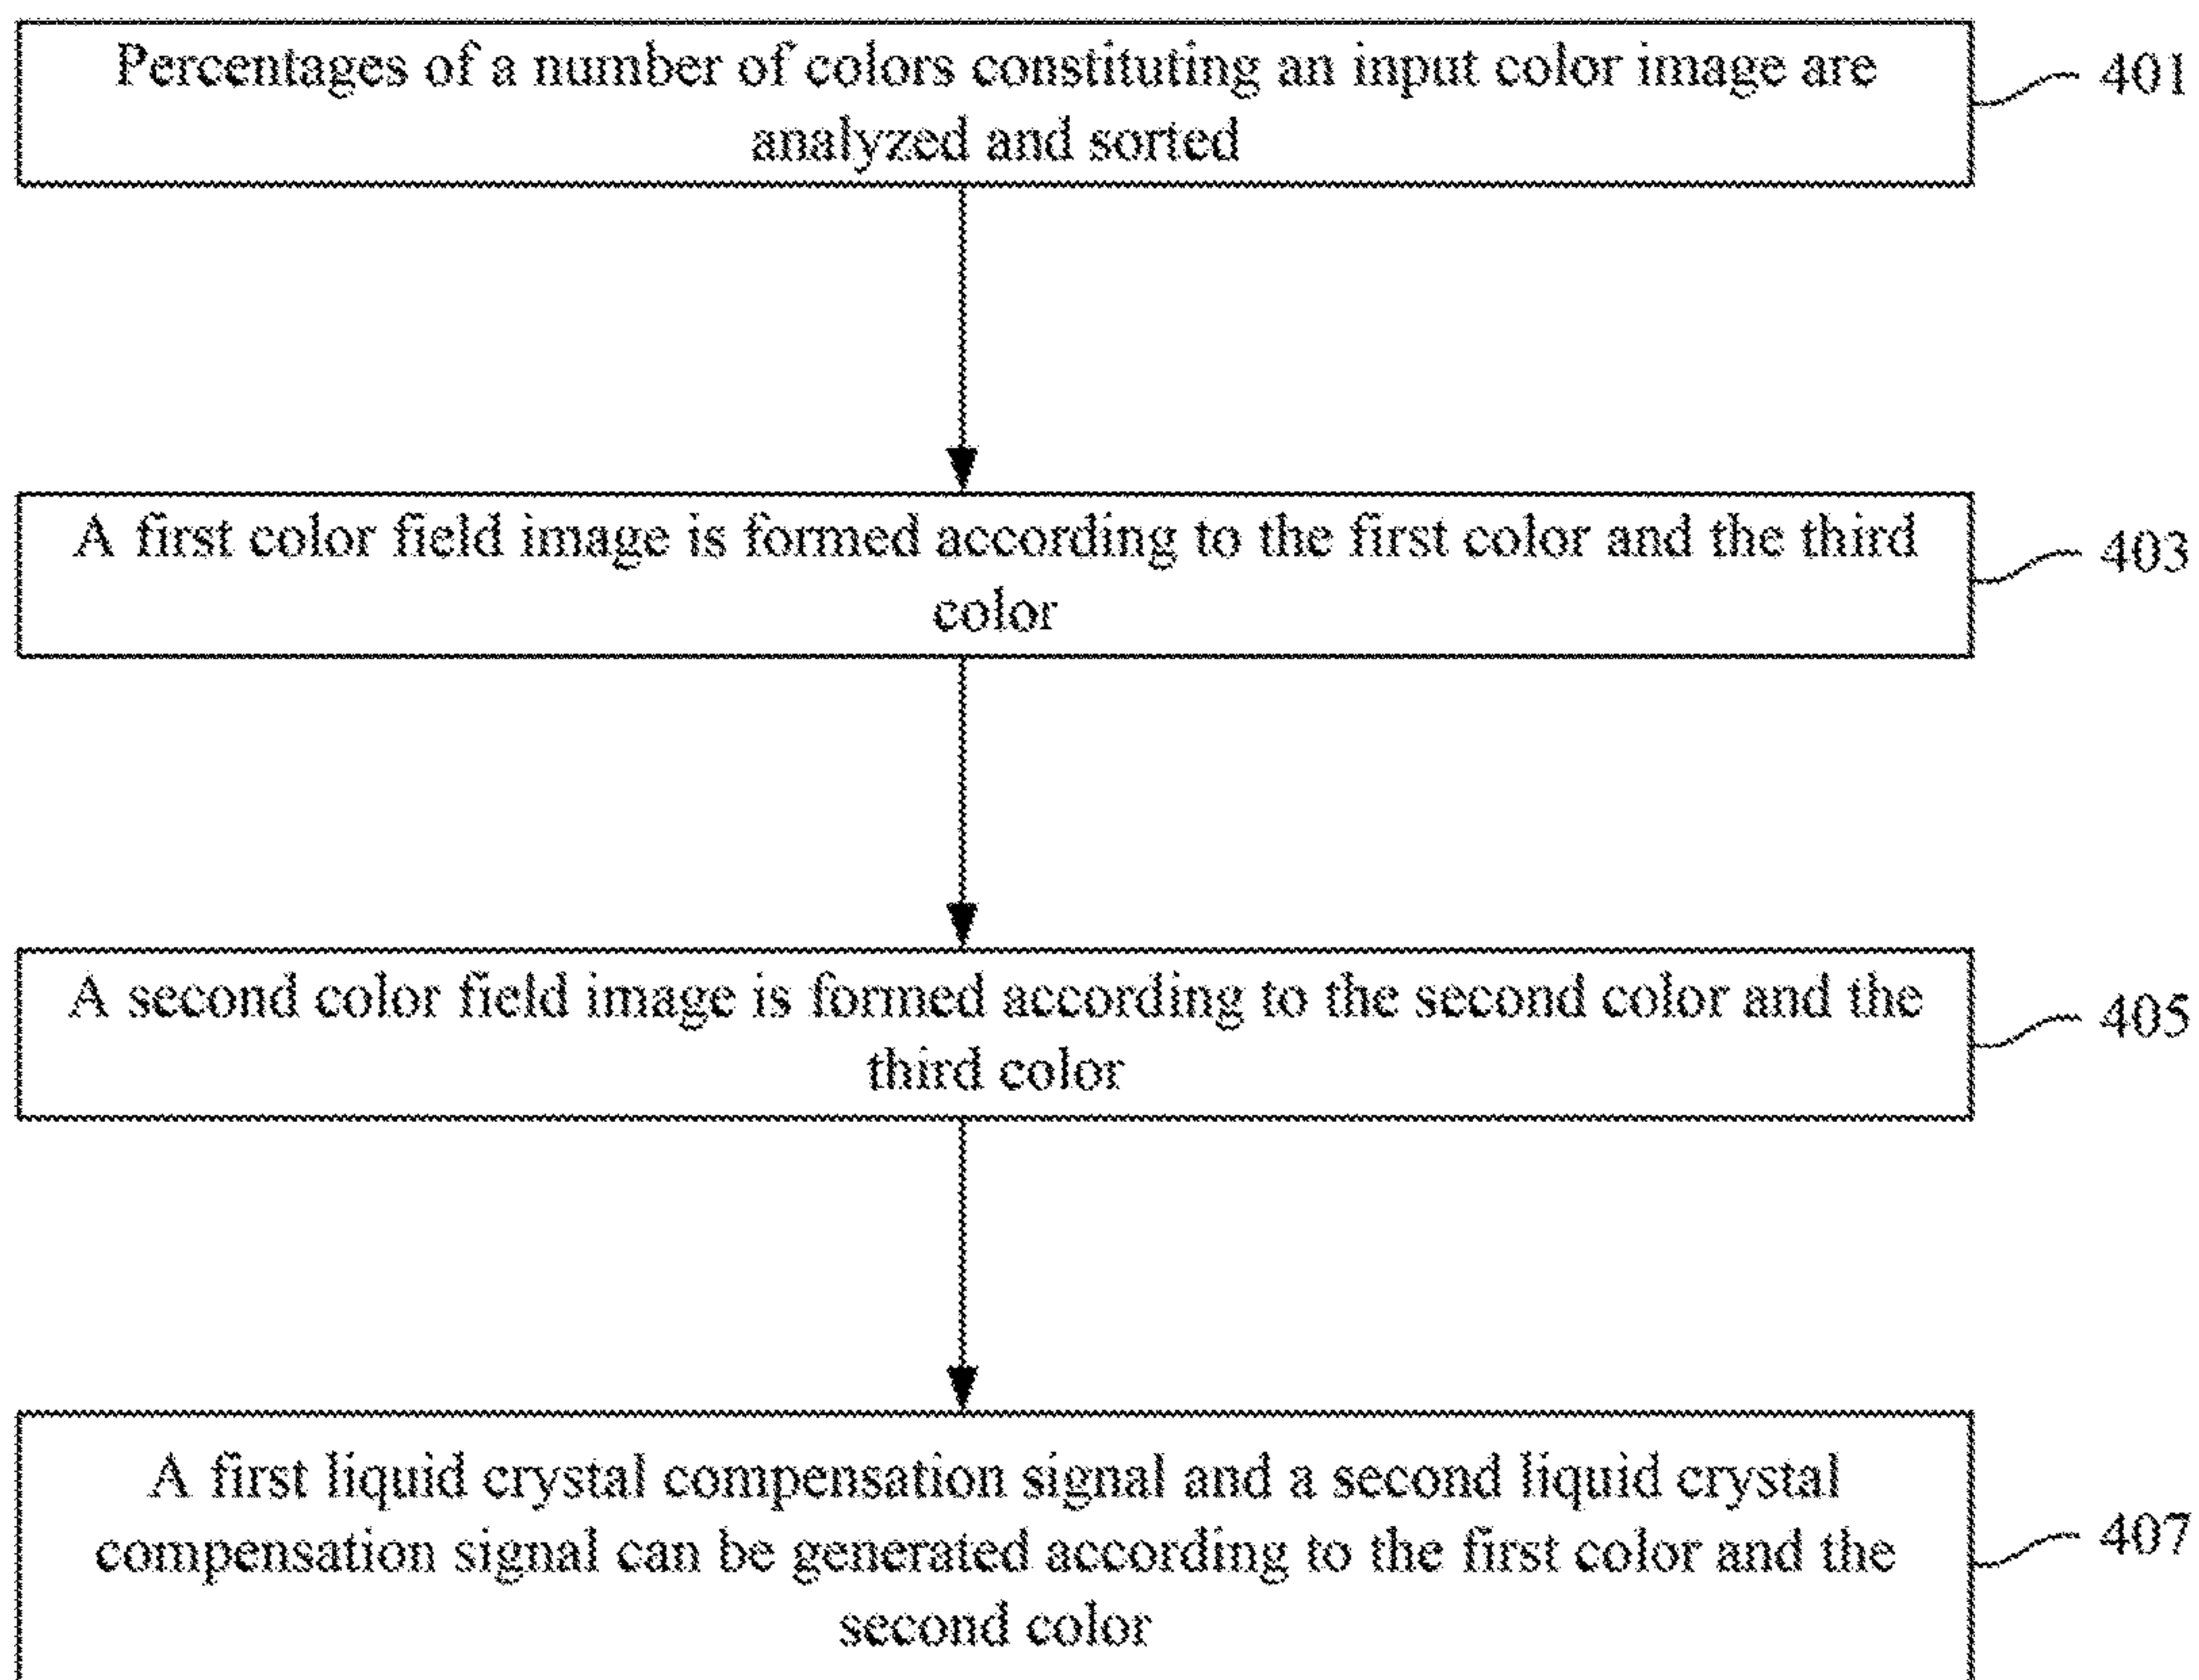 Percentages of a number of colors constituting an input color image are
401
analyzed and sorted
A first color field image is formed according to the first color and the third
403
color
A second color field image is formed according to the second color and the
405
third color
A first liquid crystal compensation signal and a second liquid crystal
compensation signal can be generated according to the first color and the
407
second color